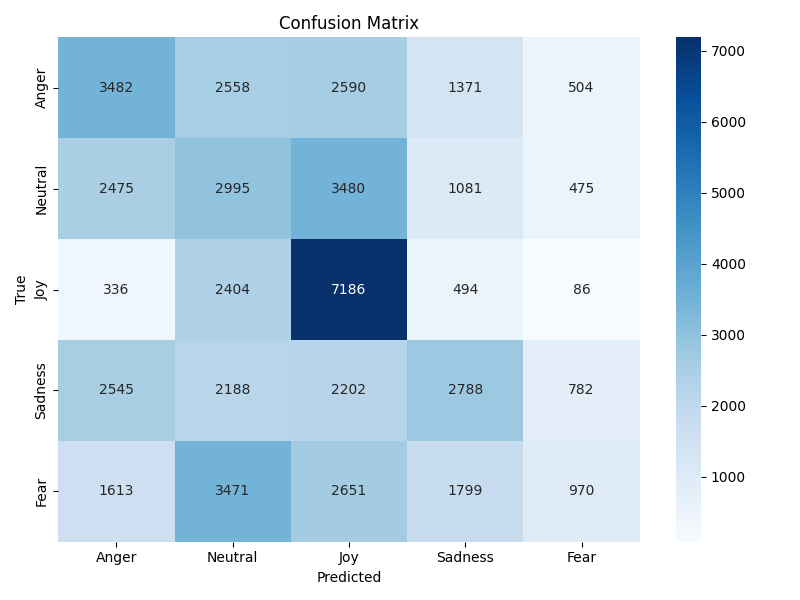 Confusion Matrix
Anger 3482 2558 2590 1371 504
Neutral 2475 2995 3480 1081 475
Joy 336 2404 7186 494 86
Sadness 2545 2188 2202 2788 782
Fear 1613 3471 2651 1799 970
True
Anger Neutral Joy Sadness Fear
Predicted
7000
6000
5000
4000
3000
2000
1000